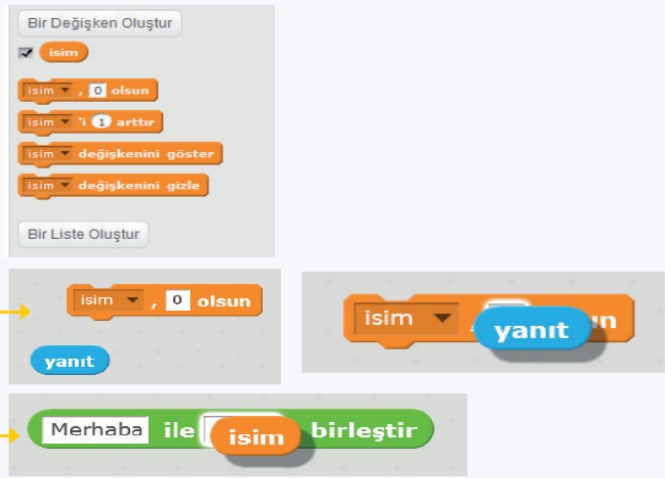 Bir Değişken Oluştur
isim
isim , 0 olsun
isim 'i 1 arttır
isim değişkenini göster
isim değişkenini gizle
Bir Liste Oluştur
isim , 0 olsun
yanıt
isim , yanıt un
Merhaba ile isim birleştir